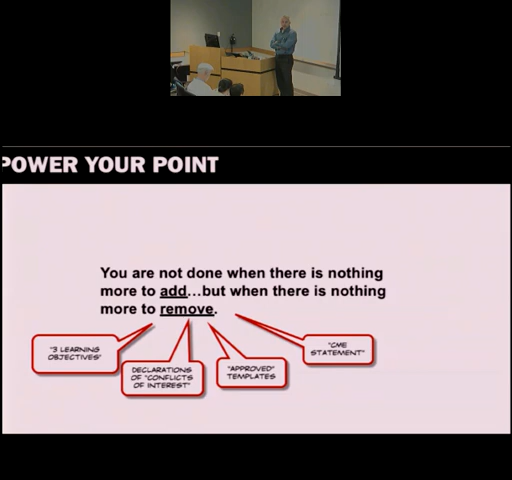 POWER YOUR POINT
You are not done when there is nothing
more to add...but when there is nothing
more to remove.
"3 LEARNING
OBJECTIVES"
DECLARATIONS
OF "CONFLICTS
OF INTEREST"
"APPROVED"
TEMPLATES
"CME
STATEMENT"